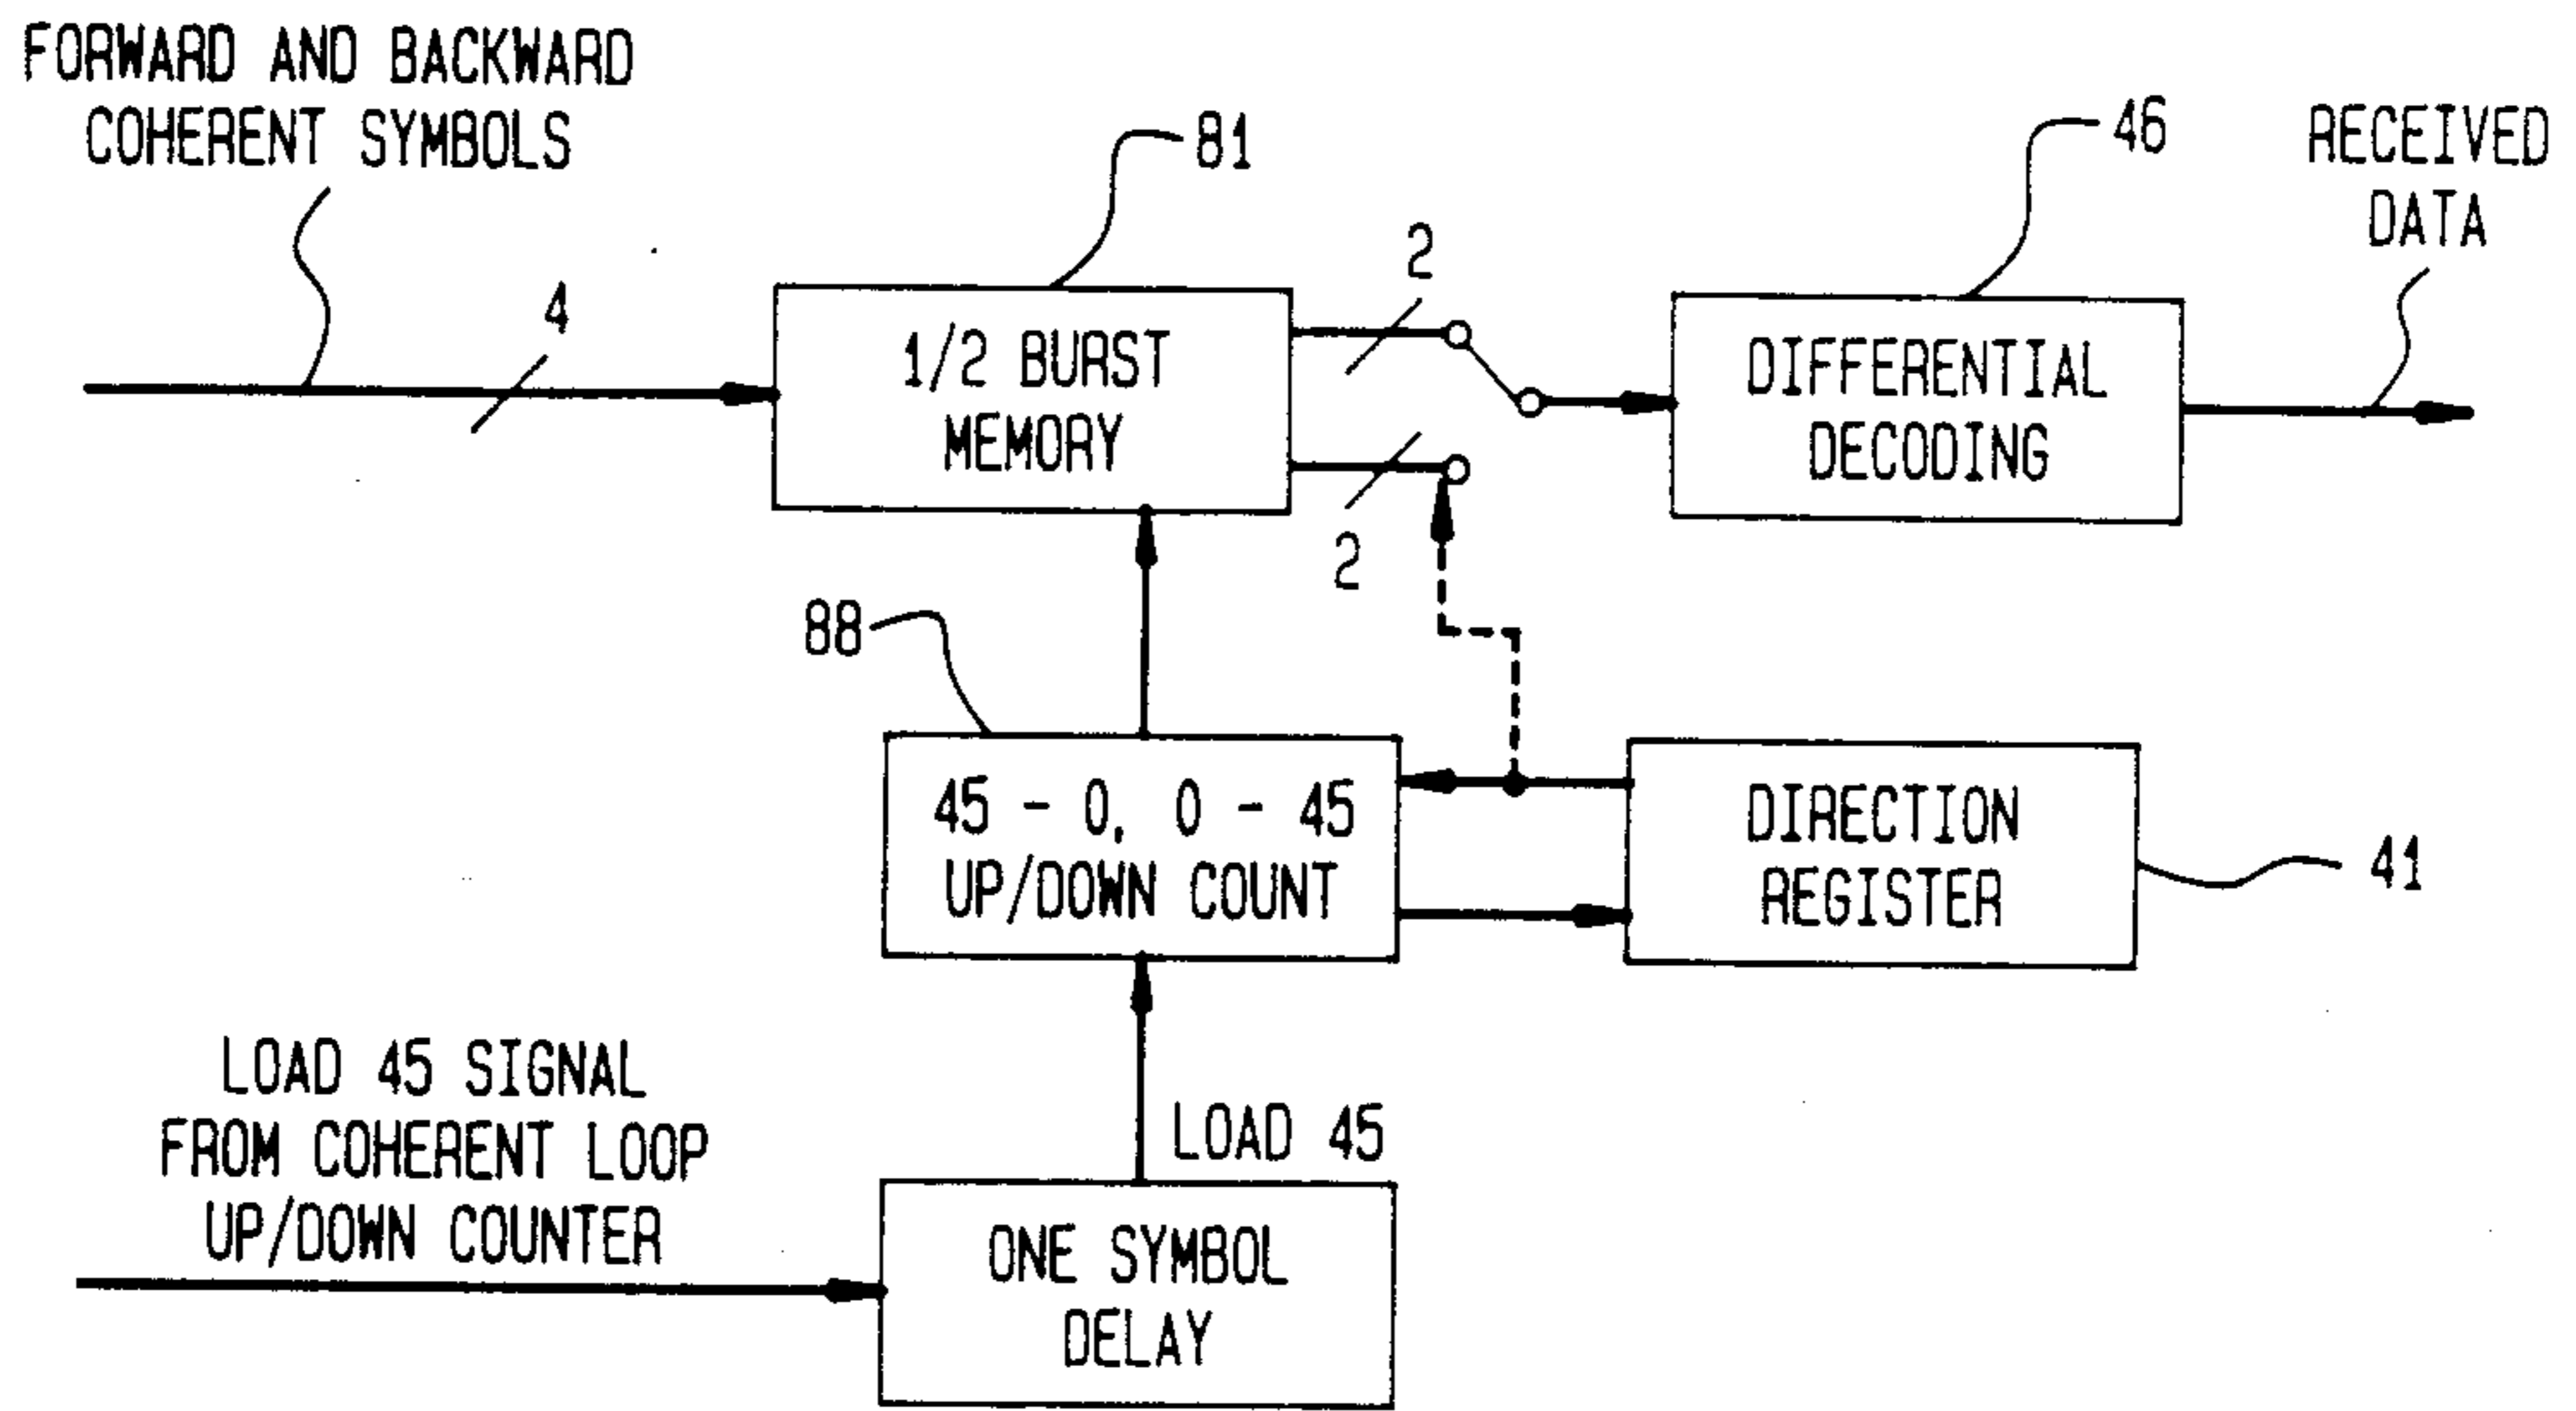 FORWARD AND BACKWARD
COHERENT SYMBOLS
4
81
1/2 BURST
MEMORY
2
2
46
DIFFERENTIAL
DECODING
RECEIVED
DATA
88
45 - 0, 0 - 45
UP/DOWN COUNT
DIRECTION
REGISTER
41
LOAD 45 SIGNAL
FROM COHERENT LOOP
UP/DOWN COUNTER
LOAD 45
ONE SYMBOL
DELAY